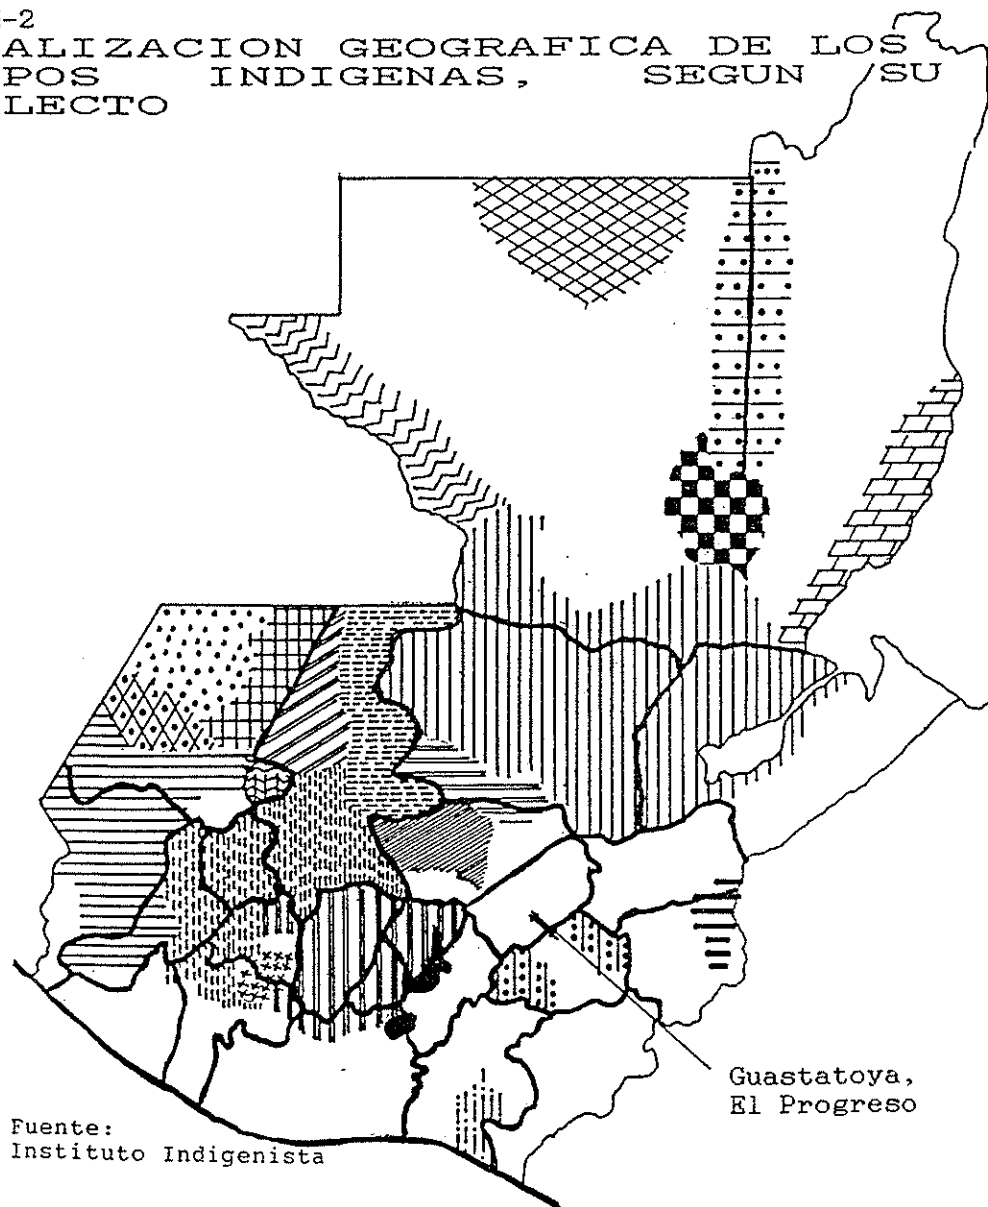 -2
ALIZACION GEOGRAFICA DE LOS
POS INDIGENAS, SEGUN SU
LECTO
Guastatoya,
El Progreso
Fuente:
Instituto Indigenista